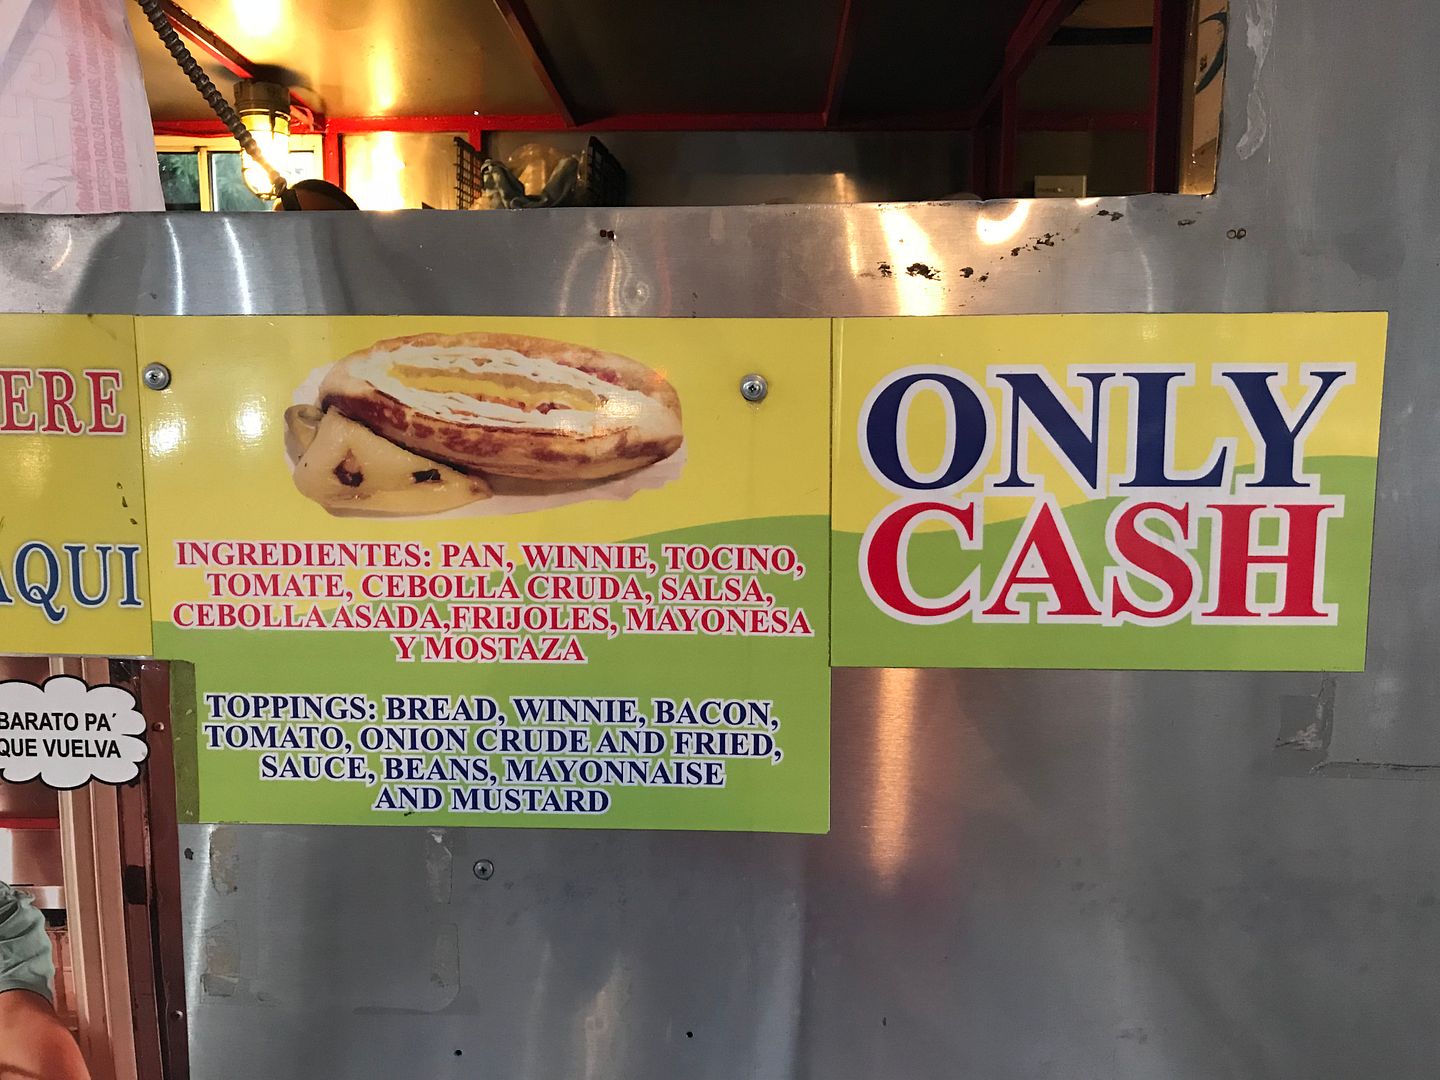 ERE
AQUI
BARATO PA´
QUE VUELVA
INGREDIENTES: PAN, WINNIE, TOCINO,
TOMATE, CEBOLLA CRUDA, SALSA,
CEBOLLA ASADA,FRIJOLES, MAYONESA
Y MOSTAZA
TOPPINGS: BREAD, WINNIE, BACON,
TOMATO, ONION CRUDE AND FRIED,
SAUCE, BEANS, MAYONNAISE
AND MUSTARD
ONLY
CASH